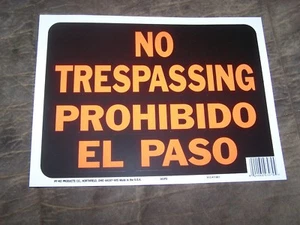 NO
TRESPASSING
PROHIBIDO
EL PASO